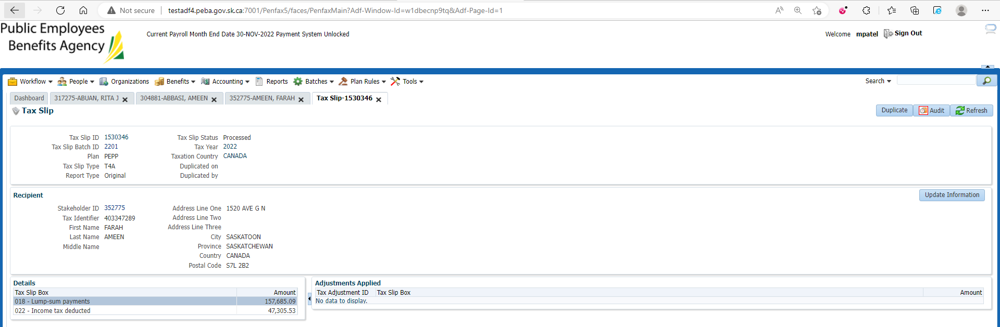 Not secure testadf4.peba.gov.sk.ca:7001/Penfax5/faces/PenfaxMain?Adf-Window-Id=w1dbecnp9tq&Adf-Page-Id=1
Public Employees
Benefits Agency
Current Payroll Month End Date 30-NOV-2022 Payment System Unlocked
Welcome mpatel Sign Out
Workflow People Organizations Benefits Accounting Reports Batches Plan Rules Tools Search
Dashboard 317275-ABUAN, RITA J 304881-ABBASI, AMEEN 352775-AMEEN, FARAH Tax Slip-1530346
Tax Slip Duplicate Audit Refresh
Tax Slip ID 1530346 Tax Slip Status Processed
Tax Slip Batch ID 2201 Tax Year 2022
Plan PEPP Taxation Country CANADA
Tax Slip Type T4A Duplicated on
Report Type Original Duplicated by
Recipient Update Information
Stakeholder ID 352775 Address Line One 1520 AVE G N
Tax Identifier 403347289 Address Line Two
First Name FARAH Address Line Three
Last Name AMEEN City SASKATOON
Middle Name Province SASKATCHEWAN
Country CANADA
Postal Code S7L 2B2
Details Adjustments Applied
Tax Slip Box Amount Tax Adjustment ID Tax Slip Box Amount
018 - Lump-sum payments 157,685.09 No data to display.
022 - Income tax deducted 47,305.53